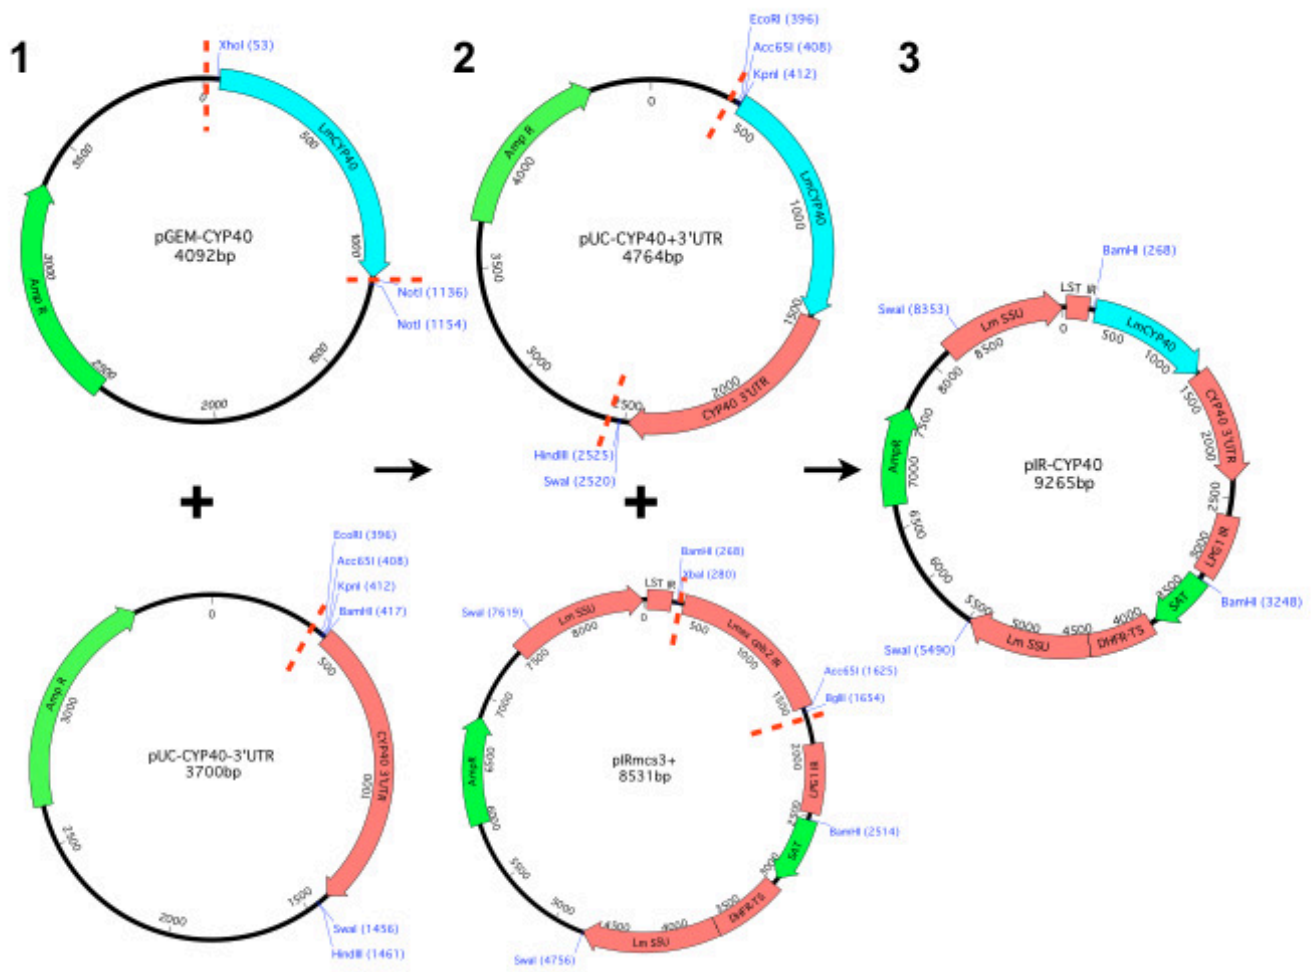 1
XhoI (53)
0
LmCYP40
500
1000
NotI (1136)
NotI (1154)
1500
2000
2500
Amp R
3000
3500
pGEM-CYP40
4092bp
+
EcoRI (396)
Acc65I (408)
KpnI (412)
BamHI (417)
0
500
CYP40 3'UTR
1000
1500
SwaI (1456)
HindIII (1461)
2000
2500
Amp R
3000
pUC-CYP40-3'UTR
3700bp
2
EcoRI (396)
Acc65I (408)
KpnI (412)
0
500
LmCYP40
1000
1500
CYP40 3'UTR
2000
2500
HindIII (2525)
SwaI (2520)
3000
3500
Amp R
4000
pUC-CYP40+3'UTR
4764bp
+
BamHI (268)
XbaI (280)
LST IR
0
500
1000
1500
Acc65I (1625)
BglII (1654)
2000
LPG1 IR
2500
BamHI (2514)
SAT
3000
DHFR-TS
3500
4000
4500
Lm SSU
SwaI (4756)
5000
5500
6000
AmpR
6500
7000
7500
SwaI (7619)
Lm SSU
8000
pIRmcs3+
8531bp
3
BamHI (268)
LST IR
0
LmCYP40
500
1000
1500
CYP40 3'UTR
2000
2500
LPG1 IR
3000
BamHI (3248)
SAT
3500
DHFR-TS
4000
4500
Lm SSU
5000
5500
SwaI (5490)
6000
6500
AmpR
7000
7500
8000
SwaI (8353)
Lm SSU
8500
pIR-CYP40
9265bp